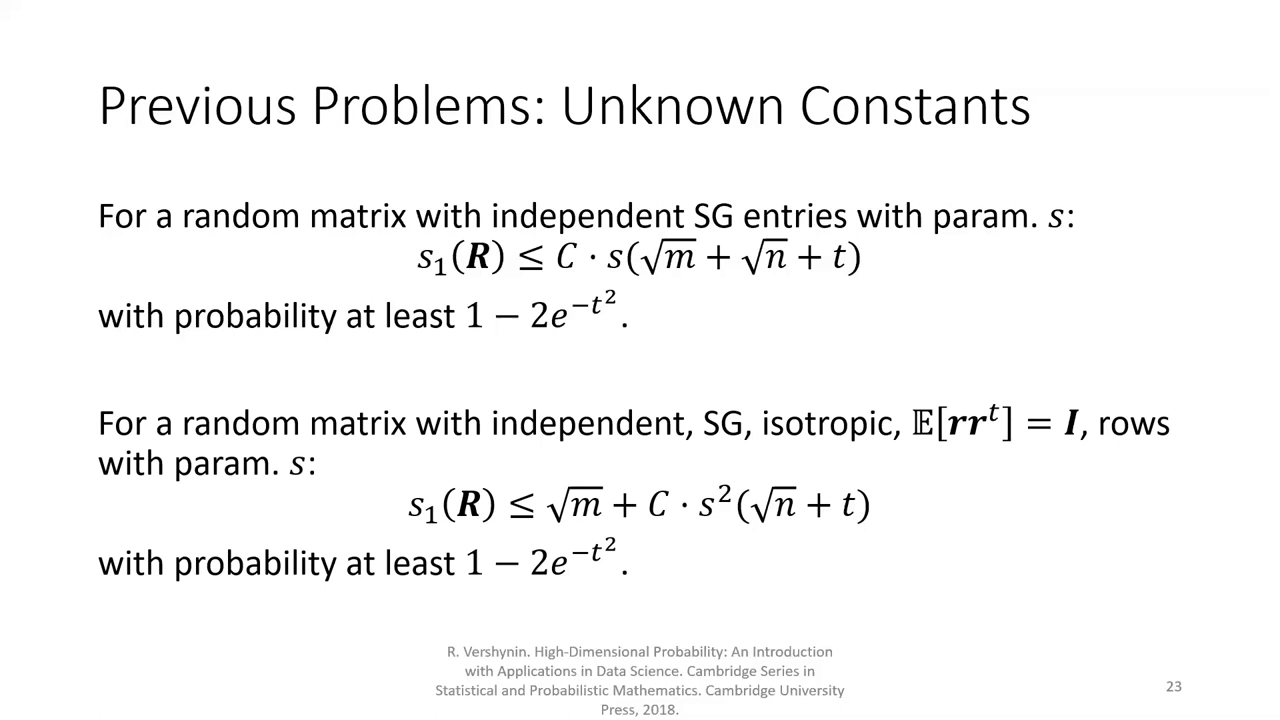 Previous Problems: Unknown Constants
For a random matrix with independent SG entries with param. 𝑠:
𝑠₁(𝑹) ≤ 𝐶 · 𝑠(√𝑚 + √𝑛 + 𝑡)
with probability at least 1 − 2𝑒^{−𝑡²}.
For a random matrix with independent, SG, isotropic, 𝔼[𝒓𝒓ᵗ] = 𝑰, rows
with param. 𝑠:
𝑠₁(𝑹) ≤ √𝑚 + 𝐶 · 𝑠²(√𝑛 + 𝑡)
with probability at least 1 − 2𝑒^{−𝑡²}.
R. Vershynin. High-Dimensional Probability: An Introduction
with Applications in Data Science. Cambridge Series in
Statistical and Probabilistic Mathematics. Cambridge University
Press, 2018.
23